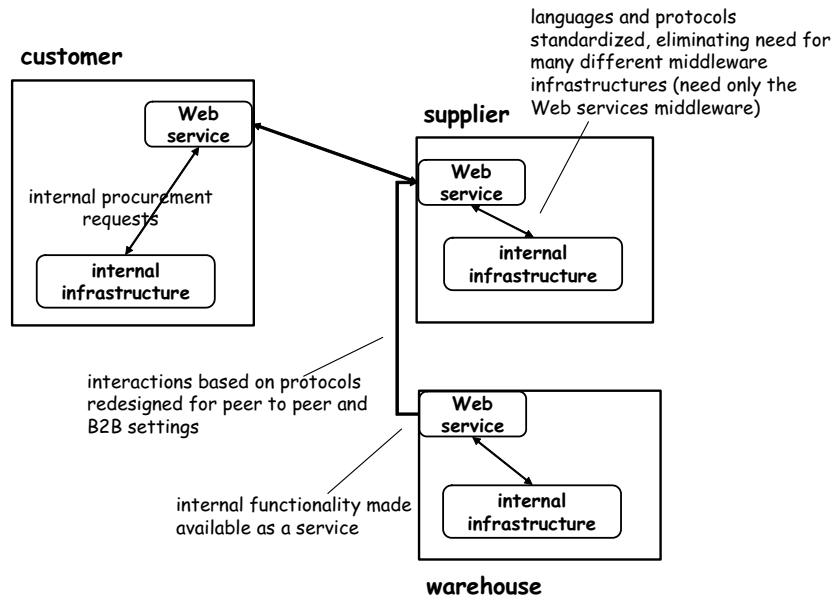 languages and protocols
standardized, eliminating need for
many different middleware
infrastructures (need only the
Web services middleware)
customer
Web
service
internal procurement
requests
internal
infrastructure
supplier
Web
service
internal
infrastructure
interactions based on protocols
redesigned for peer to peer and
B2B settings
Web
service
internal functionality made
available as a service
internal
infrastructure
warehouse